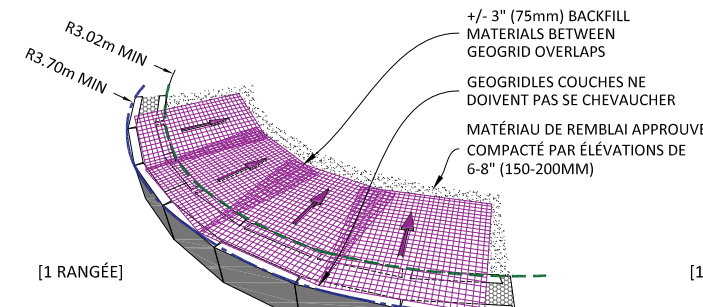 R3.02m MIN
R3.70m MIN
+/- 3" (75mm) BACKFILL
MATERIALS BETWEEN
GEOGRID OVERLAPS
GEOGRIDLES COUCHES NE
DOIVENT PAS SE CHEVAUCHER
MATÉRIAU DE REMBLAI APPROUVE
COMPACTÉ PAR ÉLÉVATIONS DE
6-8" (150-200MM)
[1 RANGÉE]
[1